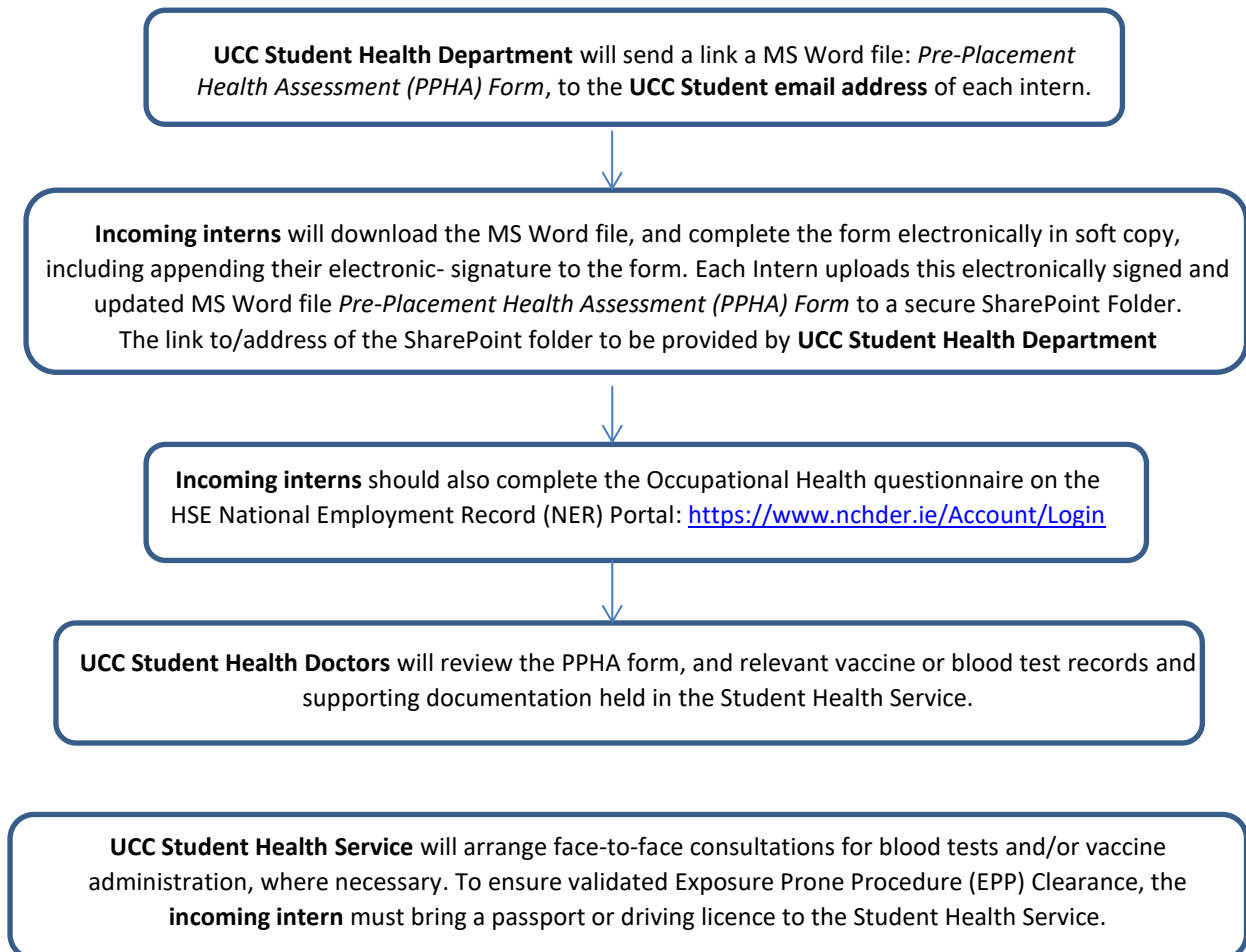 UCC Student Health Department will send a link a MS Word file: Pre-Placement
Health Assessment (PPHA) Form, to the UCC Student email address of each intern.
Incoming interns will download the MS Word file, and complete the form electronically in soft copy,
including appending their electronic- signature to the form. Each Intern uploads this electronically signed and
updated MS Word file Pre-Placement Health Assessment (PPHA) Form to a secure SharePoint Folder.
The link to/address of the SharePoint folder to be provided by UCC Student Health Department
Incoming interns should also complete the Occupational Health questionnaire on the
HSE National Employment Record (NER) Portal: https://www.nchder.ie/Account/Login
UCC Student Health Doctors will review the PPHA form, and relevant vaccine or blood test records and
supporting documentation held in the Student Health Service.
UCC Student Health Service will arrange face-to-face consultations for blood tests and/or vaccine
administration, where necessary. To ensure validated Exposure Prone Procedure (EPP) Clearance, the
incoming intern must bring a passport or driving licence to the Student Health Service.